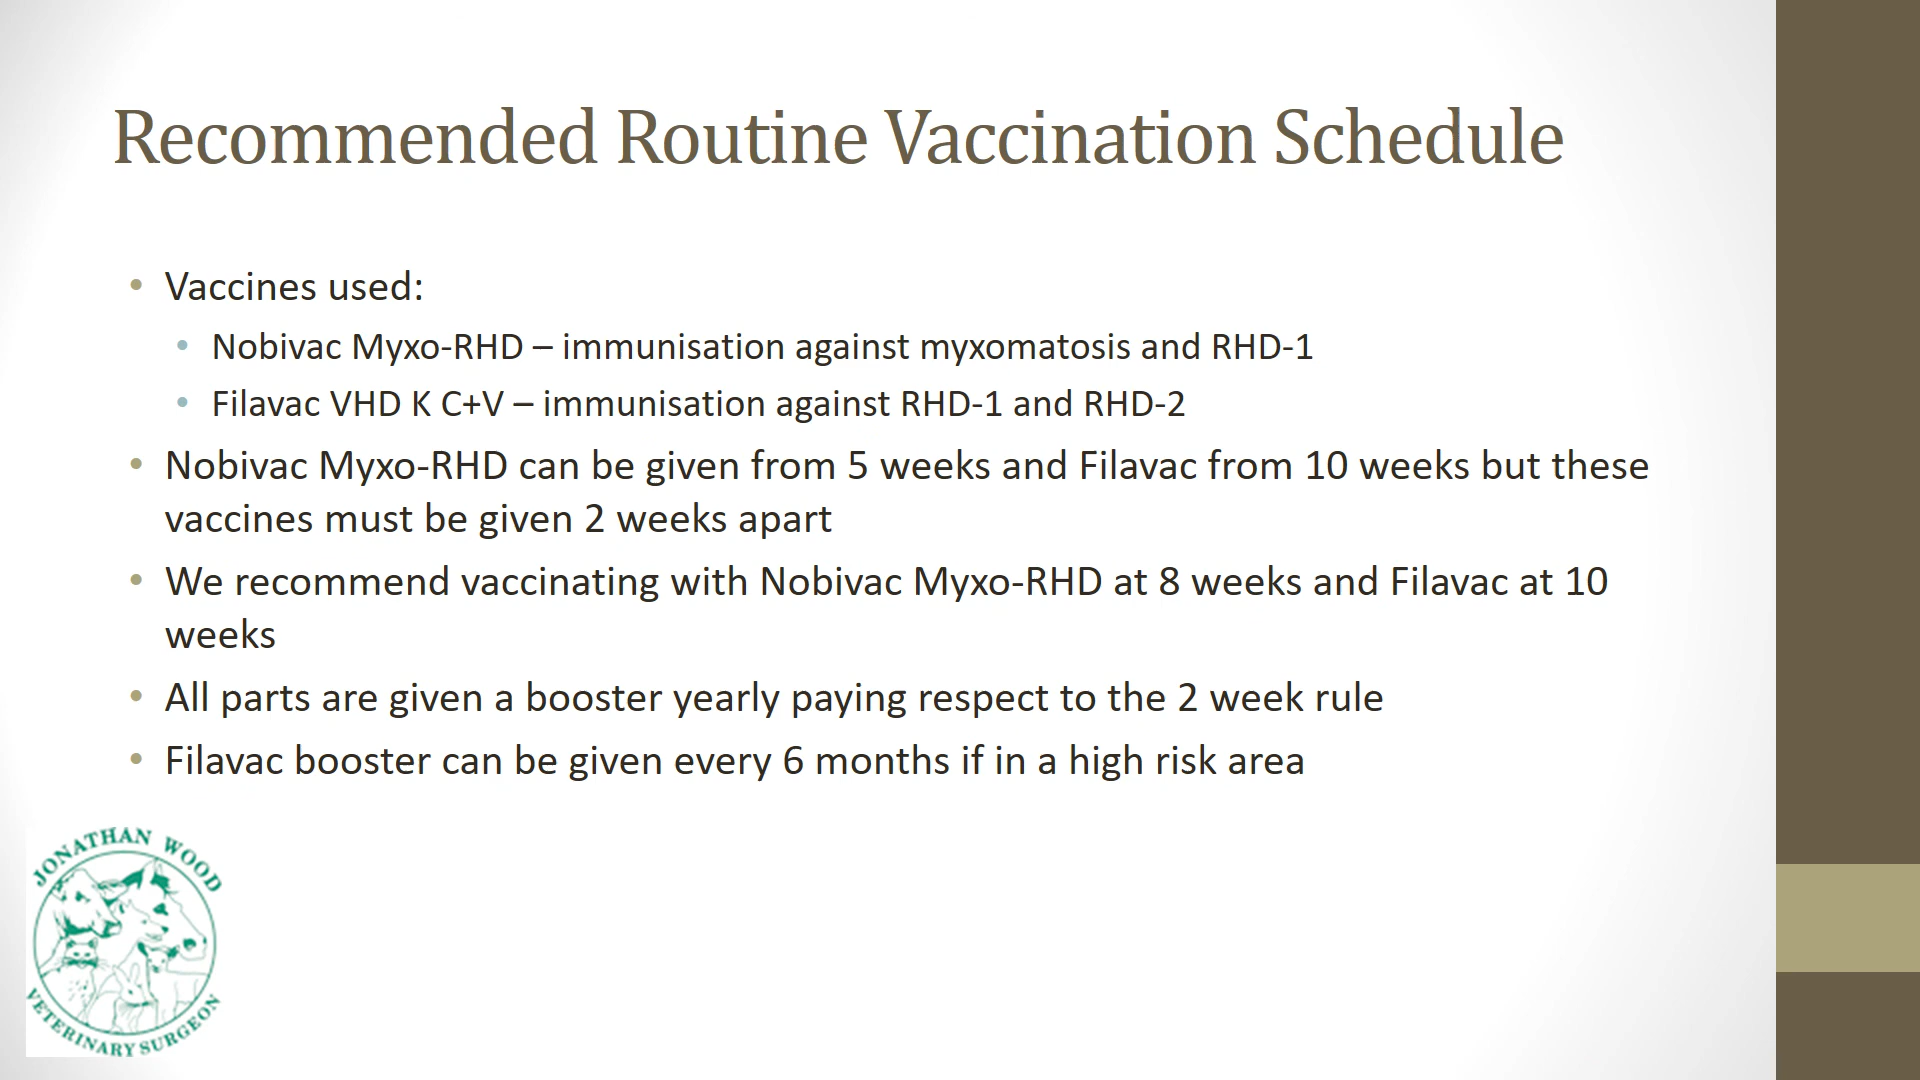 Recommended Routine Vaccination Schedule
• Vaccines used:
• Nobivac Myxo-RHD – immunisation against myxomatosis and RHD-1
• Filavac VHD K C+V – immunisation against RHD-1 and RHD-2
• Nobivac Myxo-RHD can be given from 5 weeks and Filavac from 10 weeks but these
vaccines must be given 2 weeks apart
• We recommend vaccinating with Nobivac Myxo-RHD at 8 weeks and Filavac at 10
weeks
• All parts are given a booster yearly paying respect to the 2 week rule
• Filavac booster can be given every 6 months if in a high risk area
JONATHAN WOOD
VETERINARY SURGEON